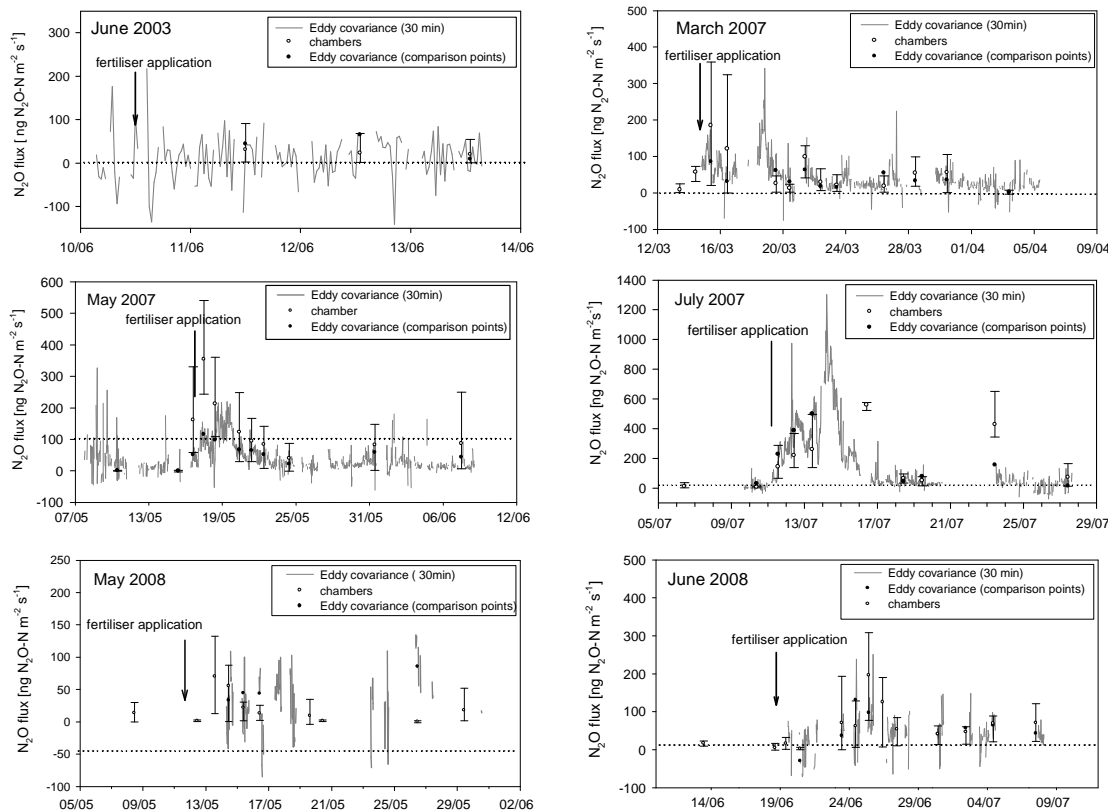 June 2003
Eddy covariance (30 min)
chambers
Eddy covariance (comparison points)
fertiliser application
N₂O flux [ ng N₂O-N m⁻² s⁻¹]
300
200
100
0
-100
10/06 11/06 12/06 13/06 14/06
March 2007
Eddy covariance (30min)
chambers
Eddy covariance (comparison points)
fertiliser application
N₂O flux [ ng N₂O-N m⁻² s⁻¹]
500
400
300
200
100
0
-100
12/03 16/03 20/03 24/03 28/03 01/04 05/04 09/04
May 2007
Eddy covariance (30min)
chamber
Eddy covariance (comparison points)
fertiliser application
N₂O flux [ ng N₂O-N m⁻² s⁻¹]
600
500
400
300
200
100
0
-100
07/05 13/05 19/05 25/05 31/05 06/06 12/06
July 2007
Eddy covariance (30 min)
chambers
Eddy covariance (comparison points)
fertiliser application
N₂O flux [ ng N₂O-N m⁻²s⁻¹]
1400
1200
1000
800
600
400
200
0
-100
05/07 09/07 13/07 17/07 21/07 25/07 29/07
May 2008
Eddy covariance ( 30min)
chambers
Eddy covariance (comparison points)
fertiliser application
N₂O flux [ ng N₂O-N m⁻² s⁻¹]
250
200
150
100
50
0
-50
-100
05/05 09/05 13/05 17/05 21/05 25/05 29/05 02/06
June 2008
Eddy covariance (30 min)
Eddy covariance (comparison points)
chambers
fertiliser application
N₂O flux [ ng N₂O-N m⁻² s⁻¹]
500
400
300
200
100
0
-100
14/06 19/06 24/06 29/06 04/07 09/07